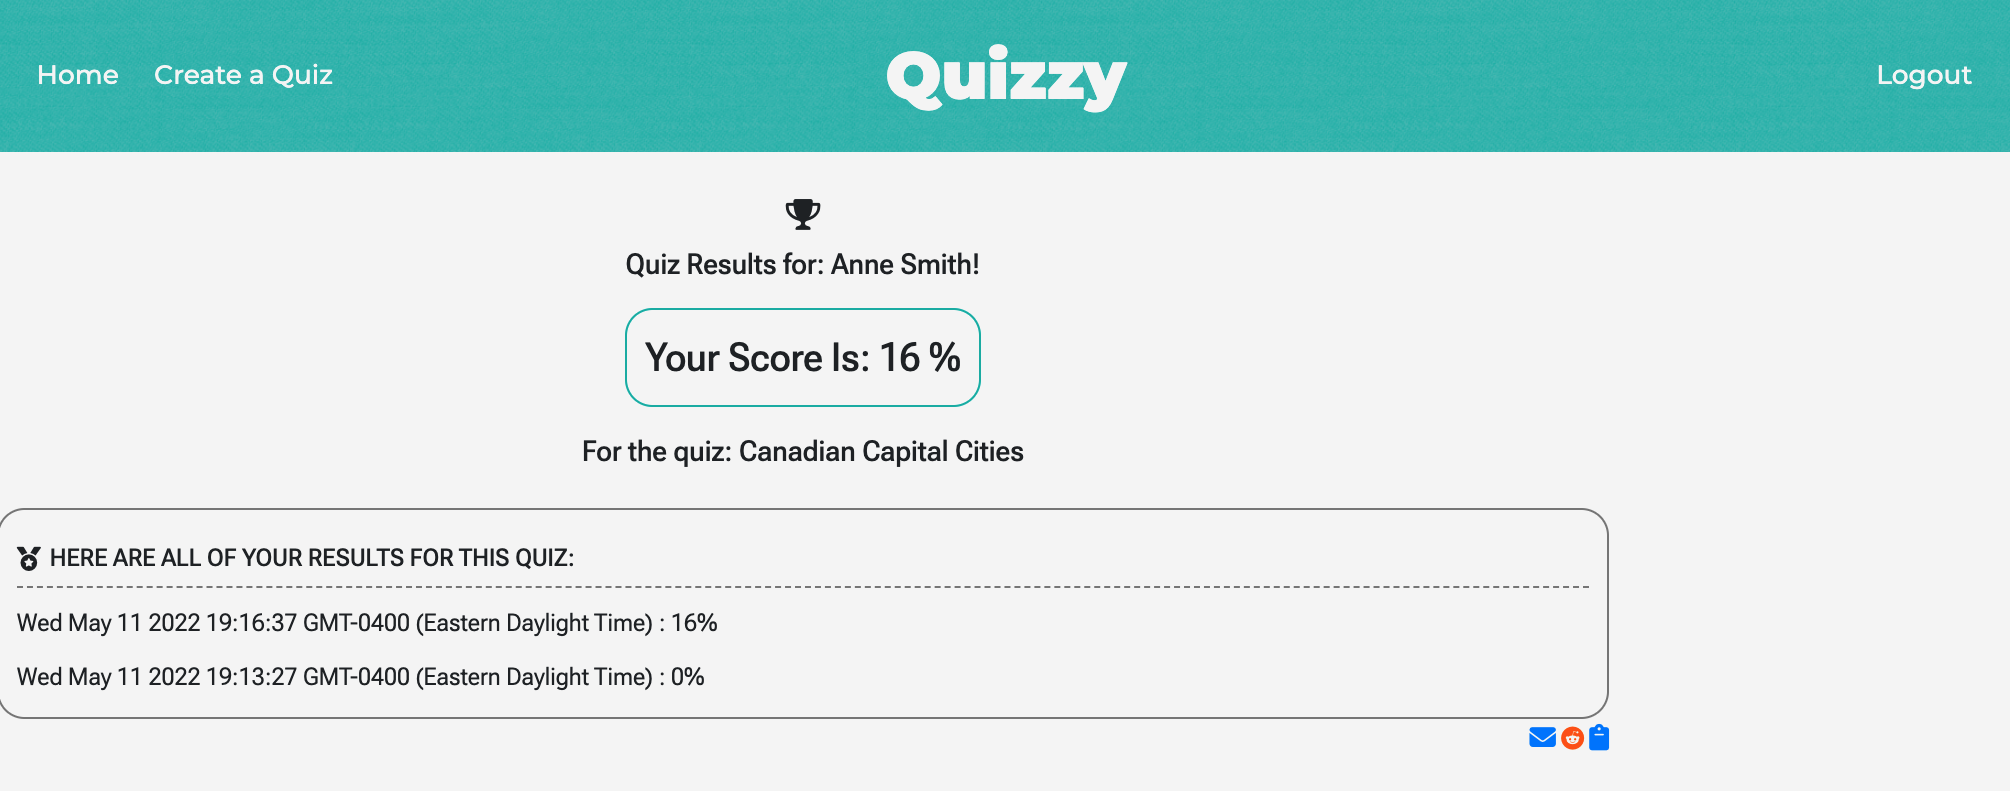 Home Create a Quiz Quizzy Logout
Quiz Results for: Anne Smith!
Your Score Is: 16 %
For the quiz: Canadian Capital Cities
HERE ARE ALL OF YOUR RESULTS FOR THIS QUIZ:
Wed May 11 2022 19:16:37 GMT-0400 (Eastern Daylight Time) : 16%
Wed May 11 2022 19:13:27 GMT-0400 (Eastern Daylight Time) : 0%